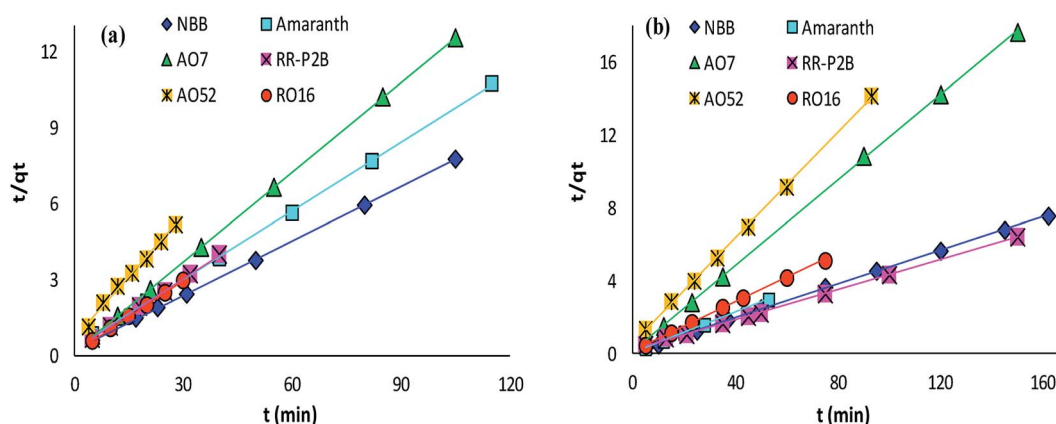 (a)
NBB Amaranth
AO7 RR-P2B
AO52 RO16
t/qt
12
9
6
3
0
0 30 60 90 120
t (min)
(b)
NBB Amaranth
AO7 RR-P2B
AO52 RO16
t/qt
16
12
8
4
0
0 40 80 120 160
t (min)